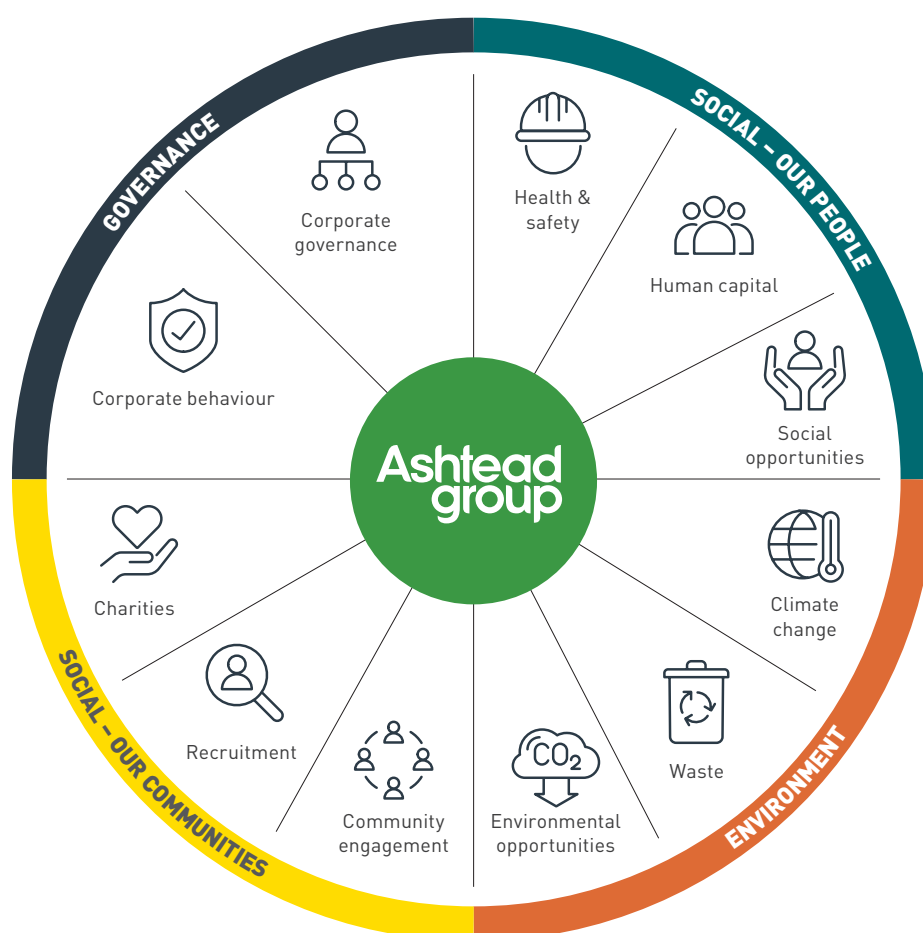 GOVERNANCE
SOCIAL – OUR PEOPLE
Corporate
governance
Health &
safety
Human capital
Corporate behaviour
Social
opportunities
Ashtead
group
Charities
Climate
change
Recruitment
Waste
CO₂
Community
engagement
Environmental
opportunities
SOCIAL – OUR COMMUNITIES
ENVIRONMENT